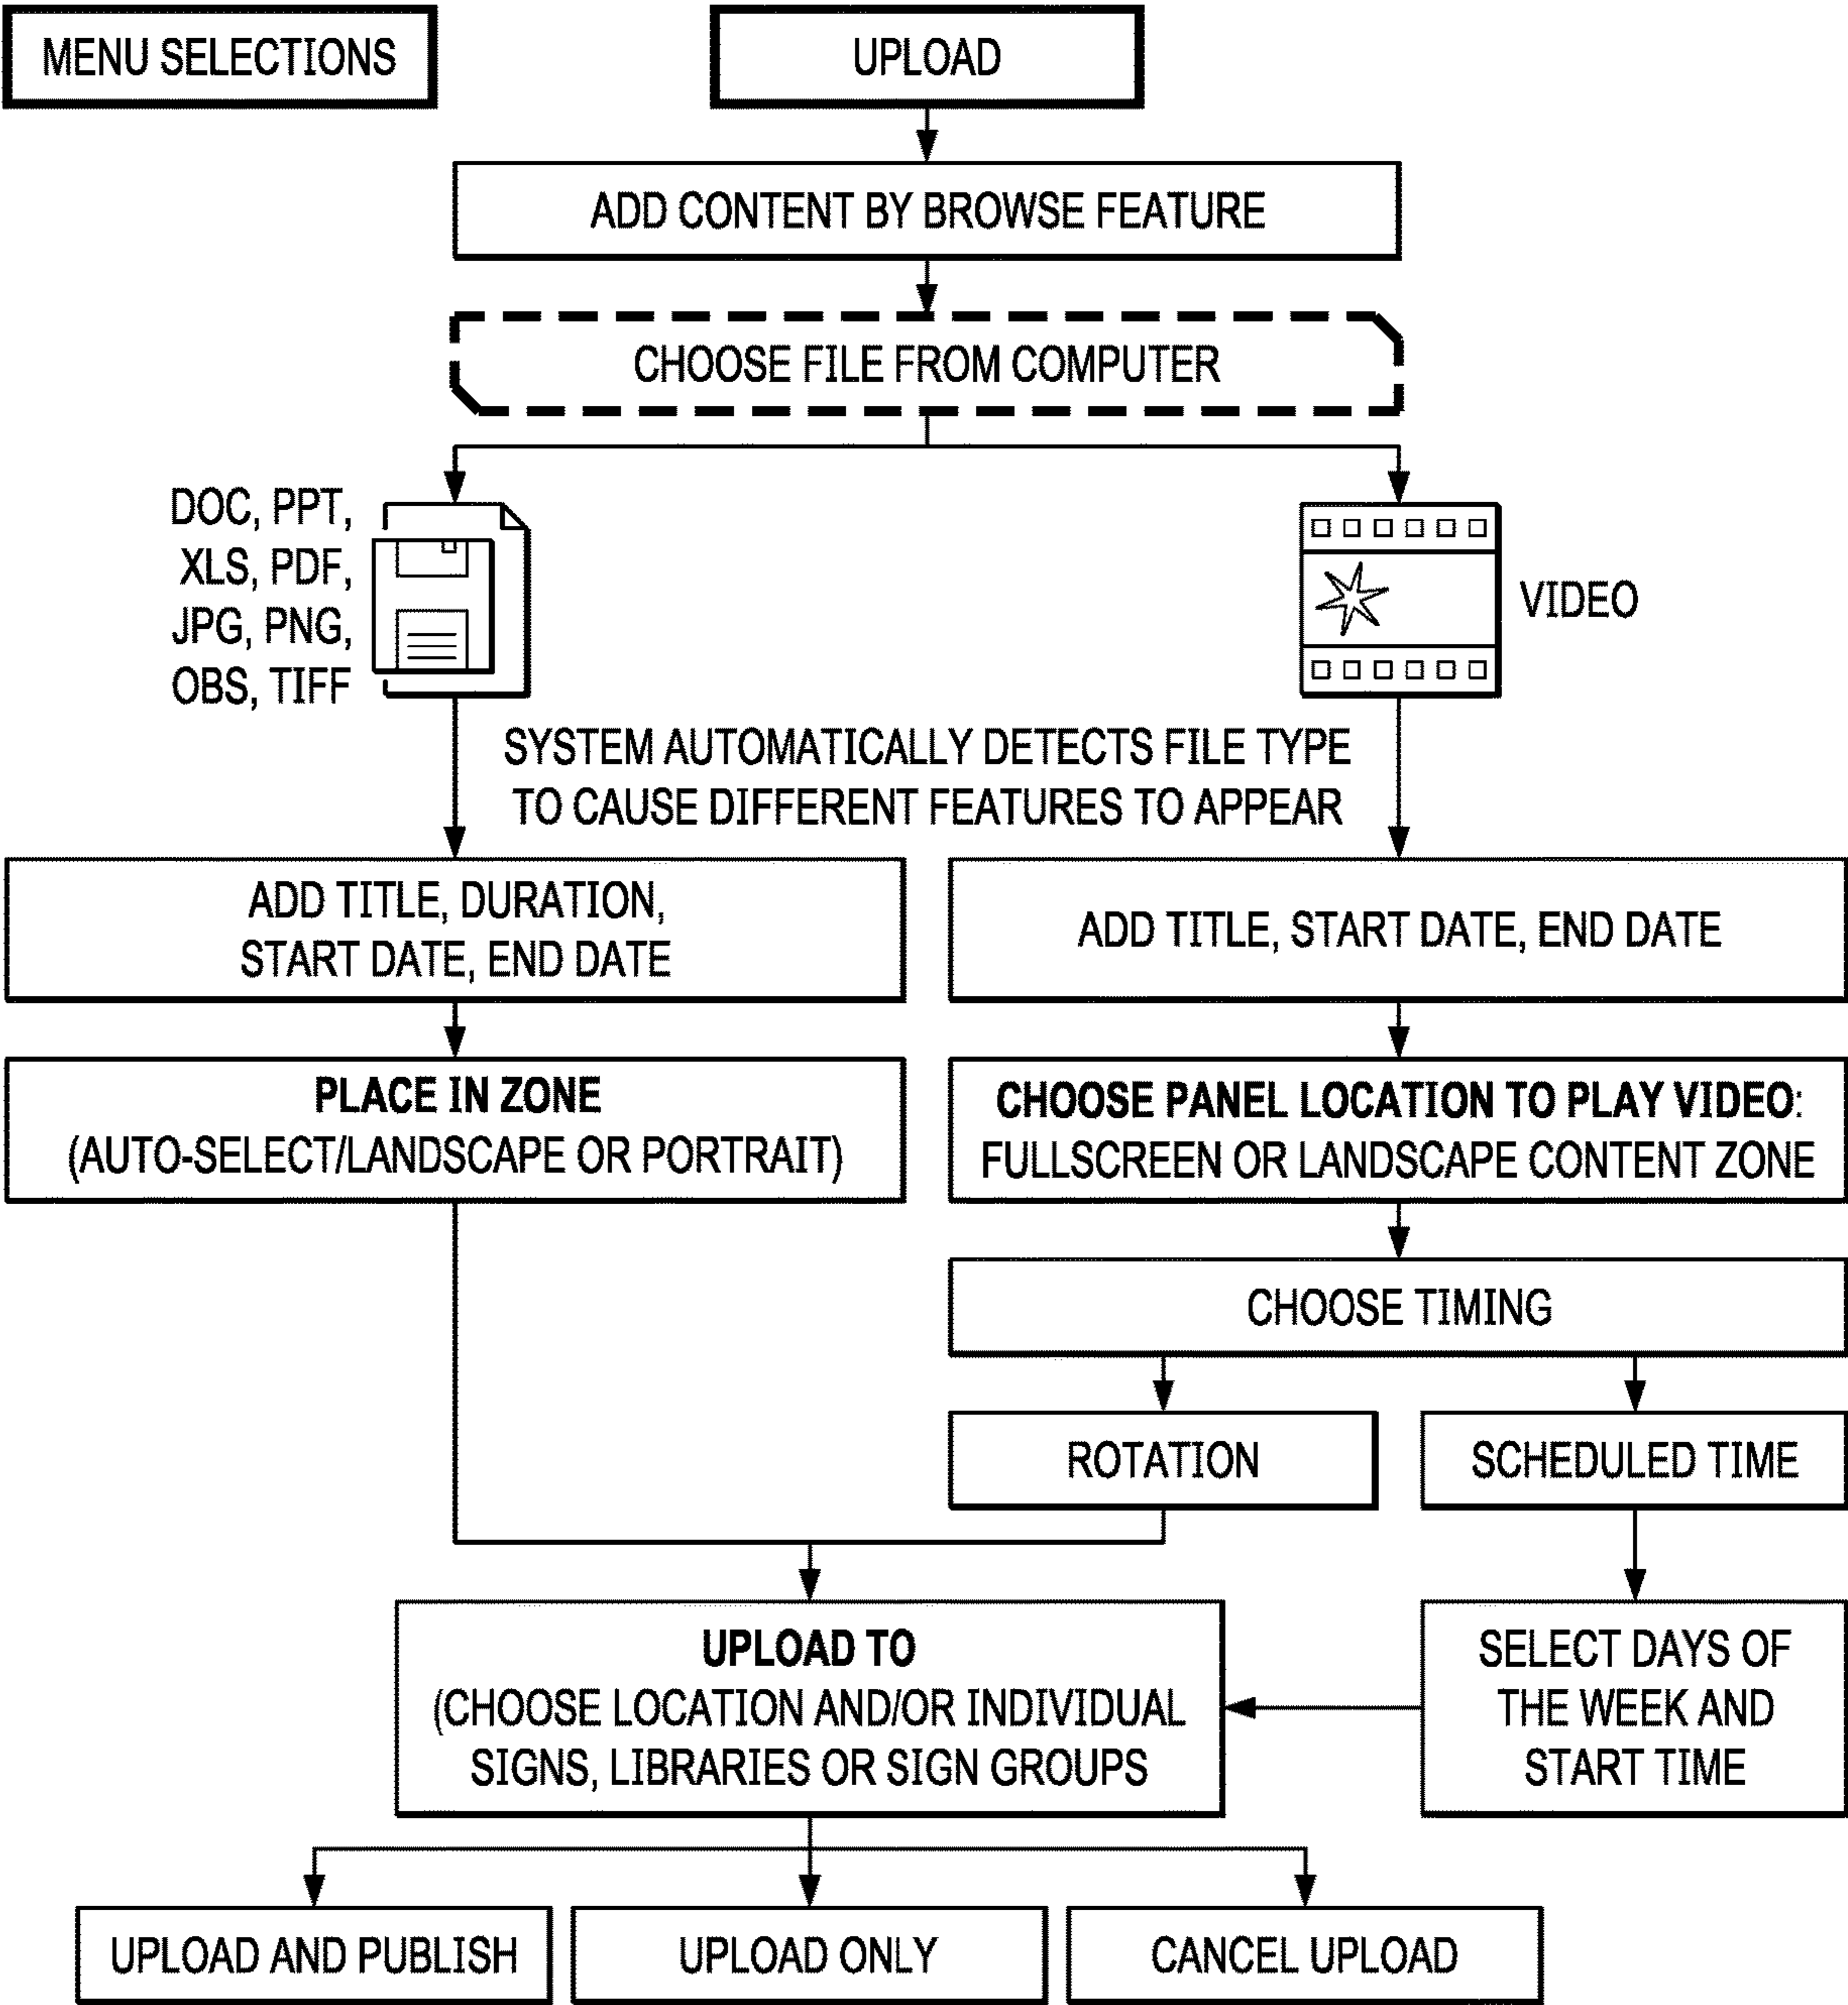 MENU SELECTIONS
UPLOAD
ADD CONTENT BY BROWSE FEATURE
CHOOSE FILE FROM COMPUTER
DOC, PPT,
XLS, PDF,
JPG, PNG,
OBS, TIFF
VIDEO
SYSTEM AUTOMATICALLY DETECTS FILE TYPE
TO CAUSE DIFFERENT FEATURES TO APPEAR
ADD TITLE, DURATION,
START DATE, END DATE
ADD TITLE, START DATE, END DATE
PLACE IN ZONE
(AUTO-SELECT/LANDSCAPE OR PORTRAIT)
CHOOSE PANEL LOCATION TO PLAY VIDEO:
FULLSCREEN OR LANDSCAPE CONTENT ZONE
CHOOSE TIMING
ROTATION
SCHEDULED TIME
UPLOAD TO
(CHOOSE LOCATION AND/OR INDIVIDUAL
SIGNS, LIBRARIES OR SIGN GROUPS
SELECT DAYS OF
THE WEEK AND
START TIME
UPLOAD AND PUBLISH
UPLOAD ONLY
CANCEL UPLOAD